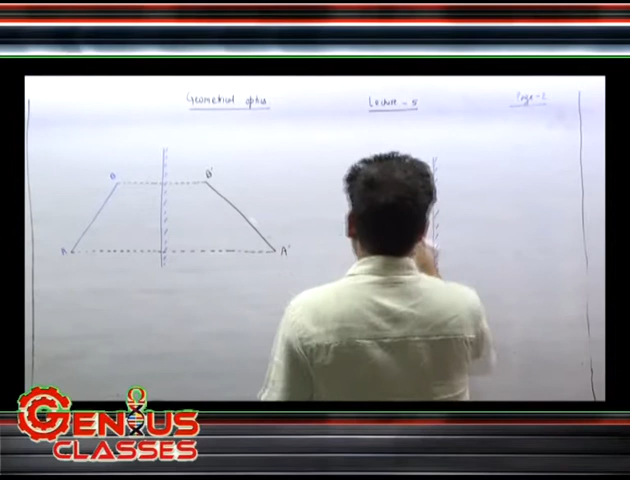 Geometrical optics
Lecture - 5
Page - 2
B
B'
A
A'
GENIUS
CLASSES